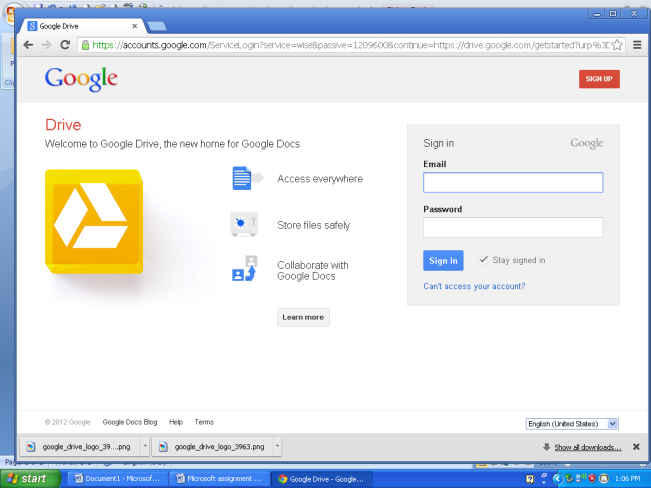 Google Drive
https://accounts.google.com/ServiceLogin?service=wise&passive=1209600&continue=https://drive.google.com/getstarted?urp%3D
Google
SIGN UP
Drive
Welcome to Google Drive, the new home for Google Docs
Access everywhere
Store files safely
Collaborate with
Google Docs
Learn more
Sign in
Google
Email
Password
Sign in
Stay signed in
Can't access your account?
© 2012 Google
Google Docs Blog
Help
Terms
English (United States)
google_drive_logo_39....png
google_drive_logo_3963.png
Show all downloads...
start
Document1 - Microsof...
Microsoft assignment ...
Google Drive - Google...
1:06 PM